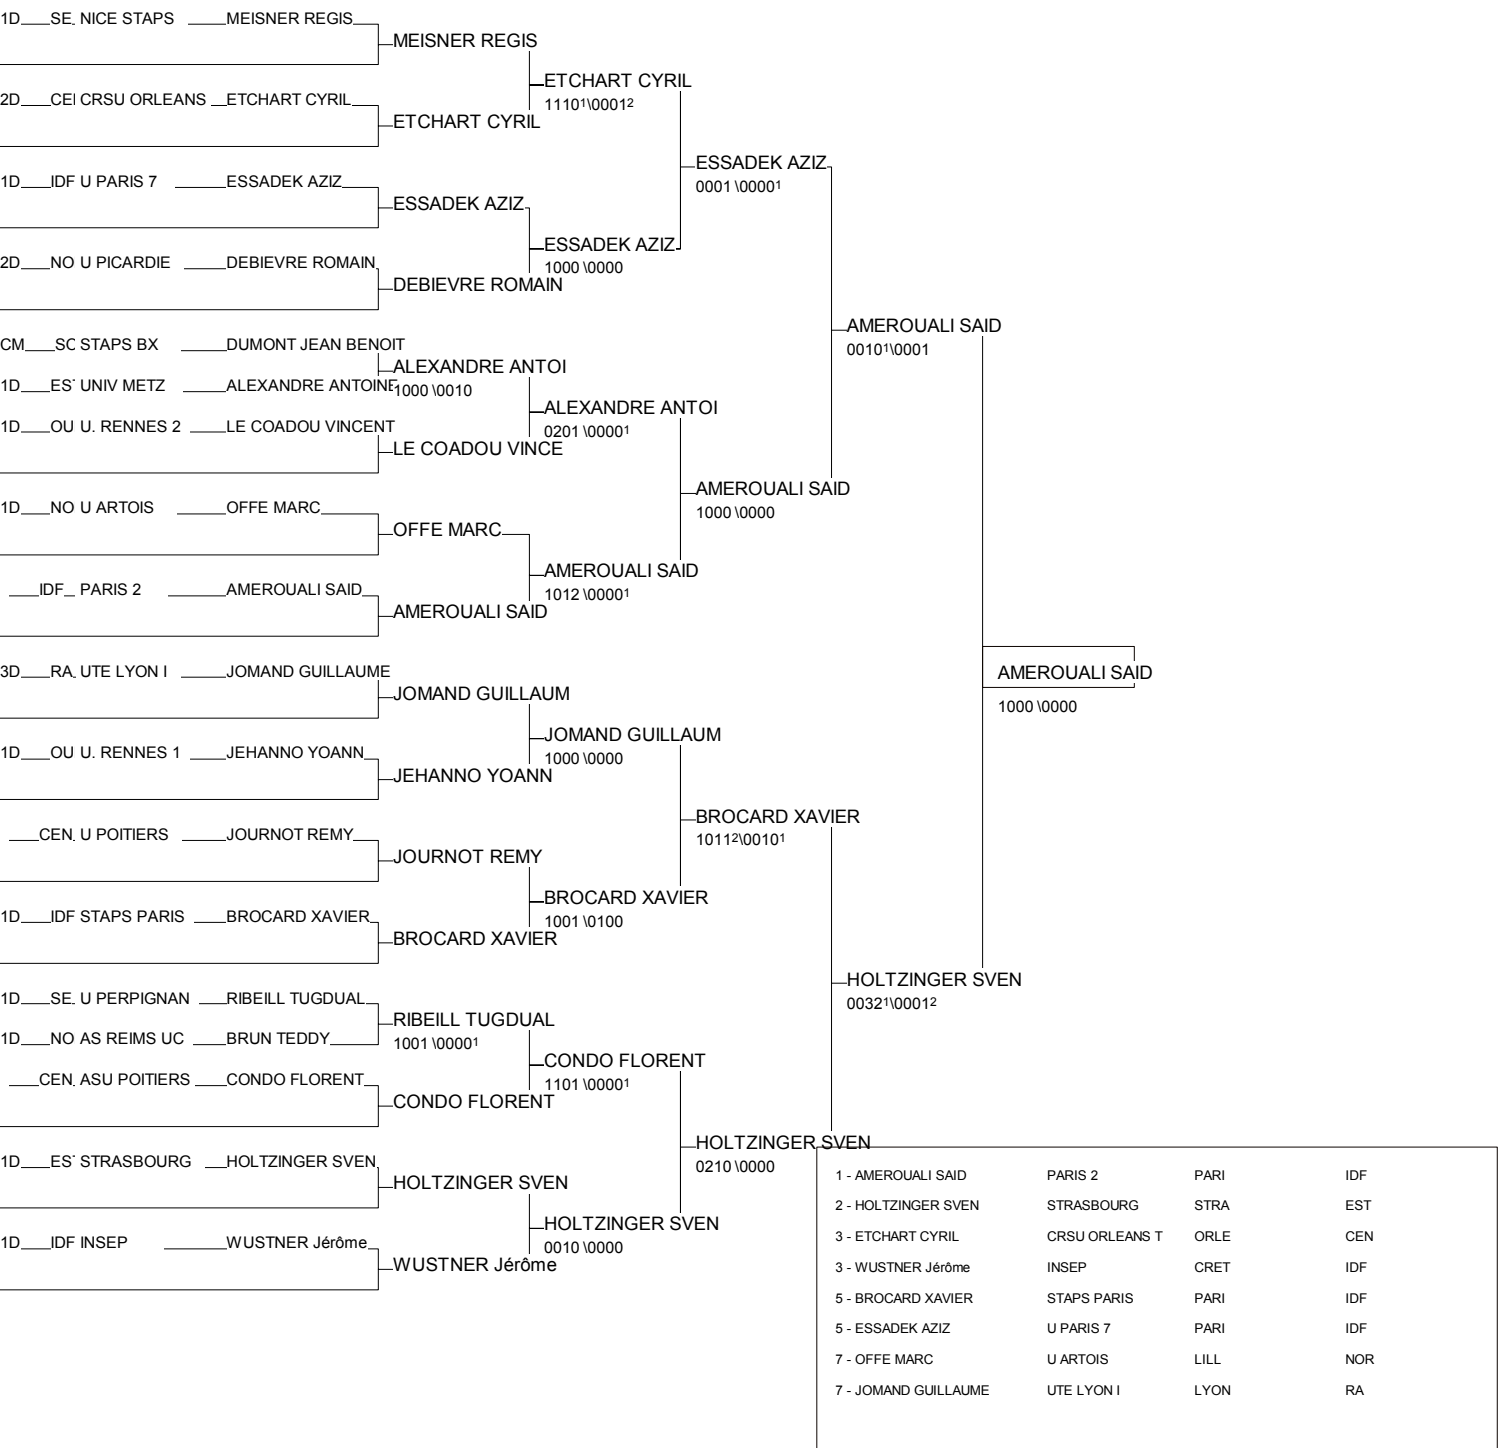 1D SE NICE STAPS MEISNER REGIS
MEISNER REGIS
ETCHART CYRIL
1110¹\0001²
2D CEI CRSU ORLEANS ETCHART CYRIL
ETCHART CYRIL
ESSADEK AZIZ
0001 \0000¹
1D IDF U PARIS 7 ESSADEK AZIZ
ESSADEK AZIZ
ESSADEK AZIZ
1000 \0000
2D NO U PICARDIE DEBIEVRE ROMAIN
DEBIEVRE ROMAIN
AMEROUALI SAID
0010¹\0001
CM SC STAPS BX DUMONT JEAN BENOIT
ALEXANDRE ANTOI
1D ES UNIV METZ ALEXANDRE ANTOINE
1000 \0010
ALEXANDRE ANTOI
0201 \0000¹
1D OU U. RENNES 2 LE COADOU VINCENT
LE COADOU VINCE
AMEROUALI SAID
1000 \0000
1D NO U ARTOIS OFFE MARC
OFFE MARC
AMEROUALI SAID
1012 \0000¹
IDF PARIS 2 AMEROUALI SAID
AMEROUALI SAID
3D RA UTE LYON I JOMAND GUILLAUME
AMEROUALI SAID
1000 \0000
JOMAND GUILLAUM
JOMAND GUILLAUM
1000 \0000
1D OU U. RENNES 1 JEHANNO YOANN
JEHANNO YOANN
BROCARD XAVIER
1011²\0010¹
CEN U POITIERS JOURNOT REMY
JOURNOT REMY
BROCARD XAVIER
1001 \0100
1D IDF STAPS PARIS BROCARD XAVIER
BROCARD XAVIER
HOLTZINGER SVEN
0032¹\0001²
1D SE U PERPIGNAN RIBEILL TUGDUAL
RIBEILL TUGDUAL
1D NO AS REIMS UC BRUN TEDDY
1001 \0000¹
CONDO FLORENT
1101 \0000¹
CEN ASU POITIERS CONDO FLORENT
CONDO FLORENT
HOLTZINGER SVEN
0210 \0000
1D ES STRASBOURG HOLTZINGER SVEN
HOLTZINGER SVEN
HOLTZINGER SVEN
0010 \0000
1D IDF INSEP WUSTNER Jérôme
WUSTNER Jérôme
1 - AMEROUALI SAID PARIS 2 PARI IDF
2 - HOLTZINGER SVEN STRASBOURG STRA EST
3 - ETCHART CYRIL CRSU ORLEANS T ORLE CEN
3 - WUSTNER Jérôme INSEP CRET IDF
5 - BROCARD XAVIER STAPS PARIS PARI IDF
5 - ESSADEK AZIZ U PARIS 7 PARI IDF
7 - OFFE MARC U ARTOIS LILL NOR
7 - JOMAND GUILLAUME UTE LYON I LYON RA